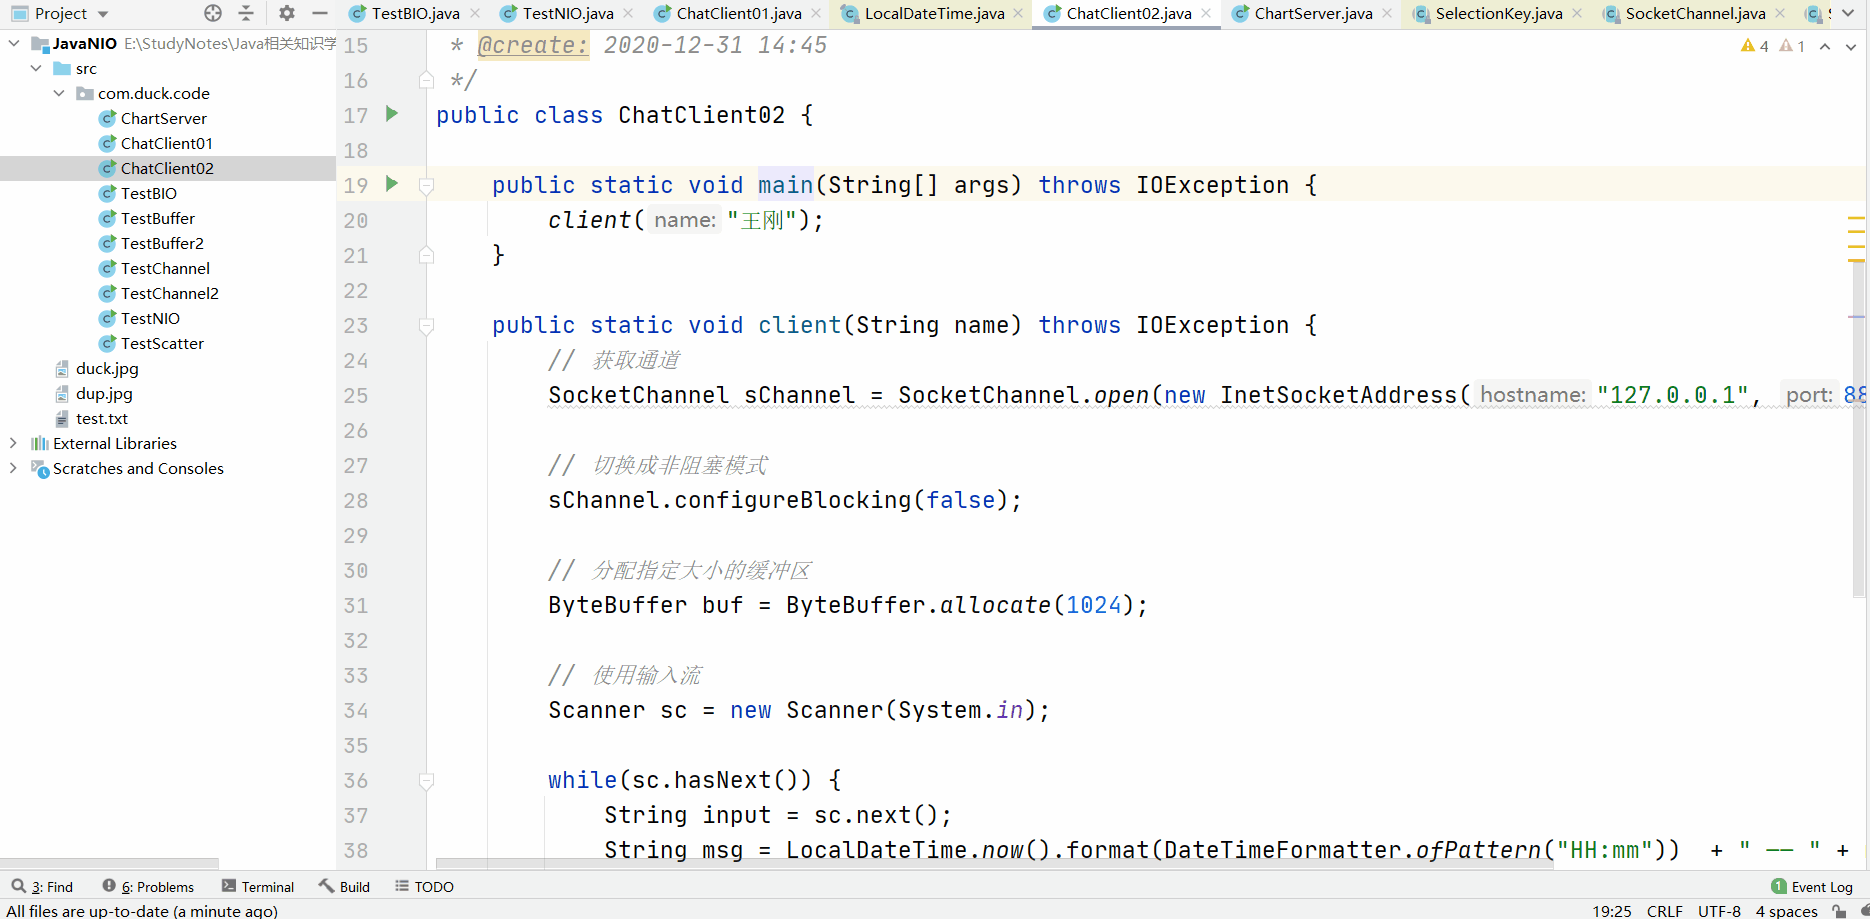 Project
TestBIO.java
TestNIO.java
ChatClient01.java
LocalDateTime.java
ChatClient02.java
ChartServer.java
SelectionKey.java
SocketChannel.java
JavaNIO E:\StudyNotes\Java相关知识学
src
com.duck.code
ChartServer
ChatClient01
ChatClient02
TestBIO
TestBuffer
TestBuffer2
TestChannel
TestChannel2
TestNIO
TestScatter
duck.jpg
dup.jpg
test.txt
External Libraries
Scratches and Consoles
4 1
15 * @create: 2020-12-31 14:45
16 */
17 public class ChatClient02 {
18
19 public static void main(String[] args) throws IOException {
20 client( name: "王刚");
21 }
22
23 public static void client(String name) throws IOException {
24 // 获取通道
25 SocketChannel sChannel = SocketChannel.open(new InetSocketAddress( hostname: "127.0.0.1", port: 88
26
27 // 切换成非阻塞模式
28 sChannel.configureBlocking(false);
29
30 // 分配指定大小的缓冲区
31 ByteBuffer buf = ByteBuffer.allocate(1024);
32
33 // 使用输入流
34 Scanner sc = new Scanner(System.in);
35
36 while(sc.hasNext()) {
37 String input = sc.next();
38 String msg = LocalDateTime.now().format(DateTimeFormatter.ofPattern("HH:mm")) + " —— " +
3: Find
6: Problems
Terminal
Build
TODO
1 Event Log
All files are up-to-date (a minute ago)
19:25 CRLF UTF-8 4 spaces